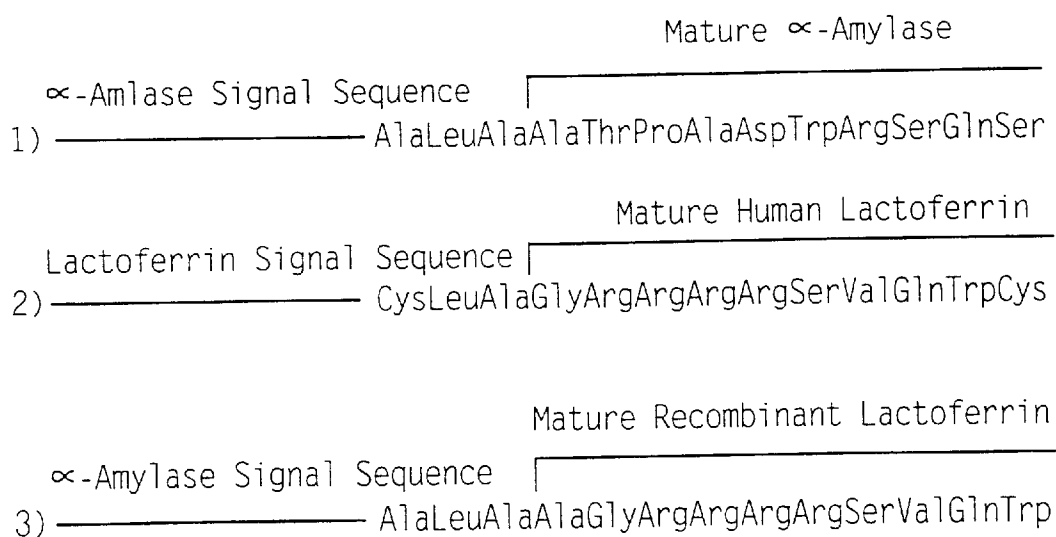 Mature ∝-Amylase
∝-Amlase Signal Sequence
1) AlaLeuAlaAlaThrProAlaAspTrpArgSerGlnSer
Mature Human Lactoferrin
Lactoferrin Signal Sequence
2) CysLeuAlaGlyArgArgArgArgSerValGlnTrpCys
Mature Recombinant Lactoferrin
∝-Amylase Signal Sequence
3) AlaLeuAlaAlaGlyArgArgArgArgSerValGlnTrp